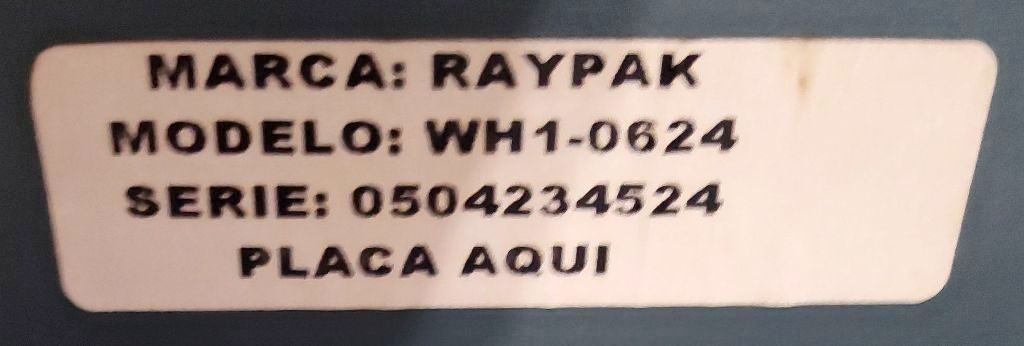 MARCA: RAYPAK
MODELO: WH1-0624
SERIE: 0504234524
PLACA AQUI